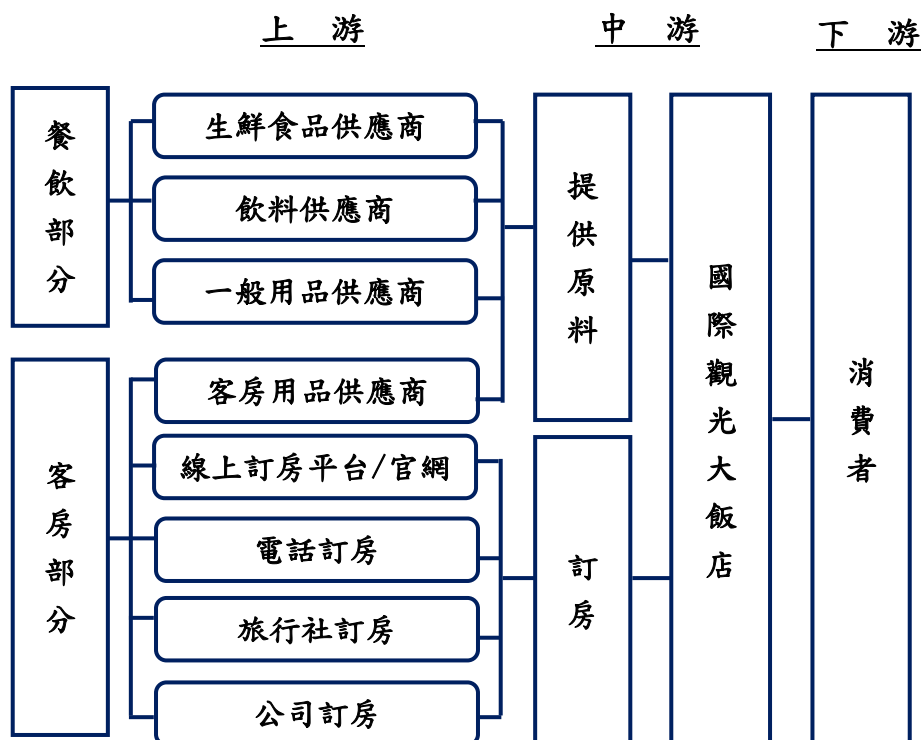 上 游
中 游
下 游
餐飲部分
生鮮食品供應商
飲料供應商
一般用品供應商
客房部分
客房用品供應商
線上訂房平台/官網
電話訂房
旅行社訂房
公司訂房
提供原料
訂房
國際觀光大飯店
消費者